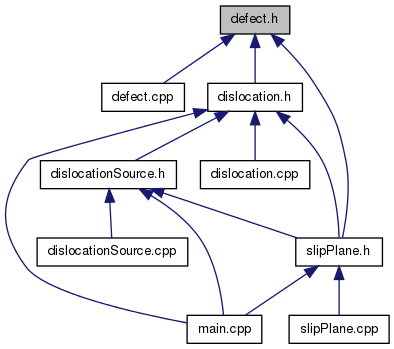 defect.h
defect.cpp
dislocation.h
dislocationSource.h
dislocation.cpp
dislocationSource.cpp
slipPlane.h
main.cpp
slipPlane.cpp